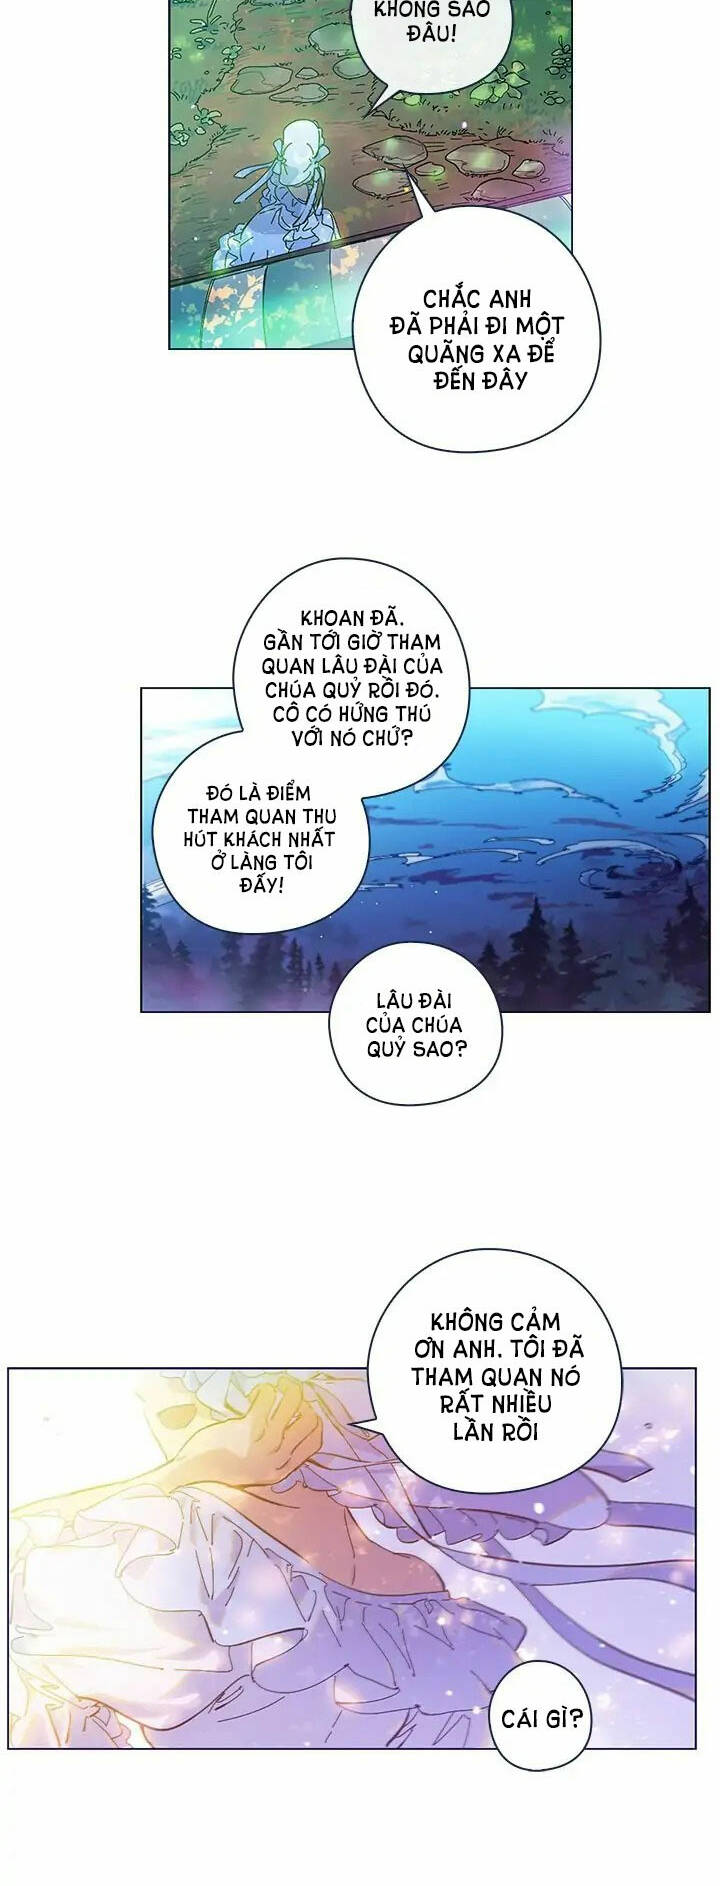 KHÔNG SAO
ĐÂU!
CHẮC ANH
ĐÃ PHẢI ĐI MỘT
QUÃNG XA ĐỂ
ĐẾN ĐÂY
KHOAN ĐÃ.
GẦN TỚI GIỜ THAM
QUAN LÂU ĐÀI CỦA
CHÚA QUỶ RỒI ĐÓ.
CÔ CÓ HỨNG THÚ
VỚI NÓ CHỨ?
ĐÓ LÀ ĐIỂM
THAM QUAN THU
HÚT KHÁCH NHẤT
Ở LÀNG TÔI
ĐẤY!
LÂU ĐÀI
CỦA CHÚA
QUỶ SAO?
KHÔNG CẢM
ƠN ANH. TÔI ĐÃ
THAM QUAN NÓ
RẤT NHIỀU
LẦN RỒI
CÁI GÌ?